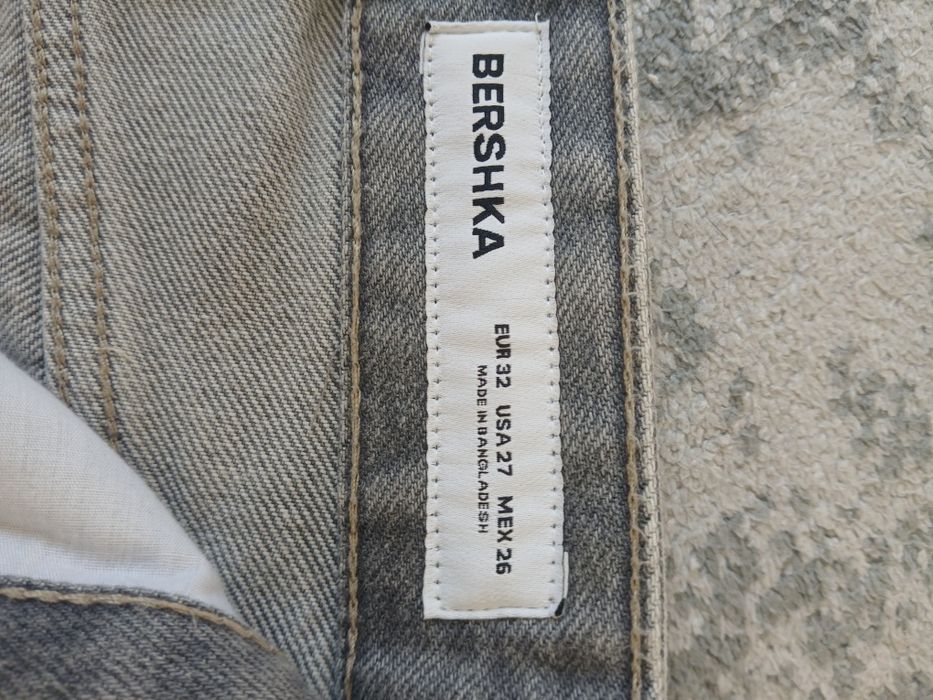 BERSHKA
EUR 32 USA 27 MEX 26
MADE IN BANGLADESH